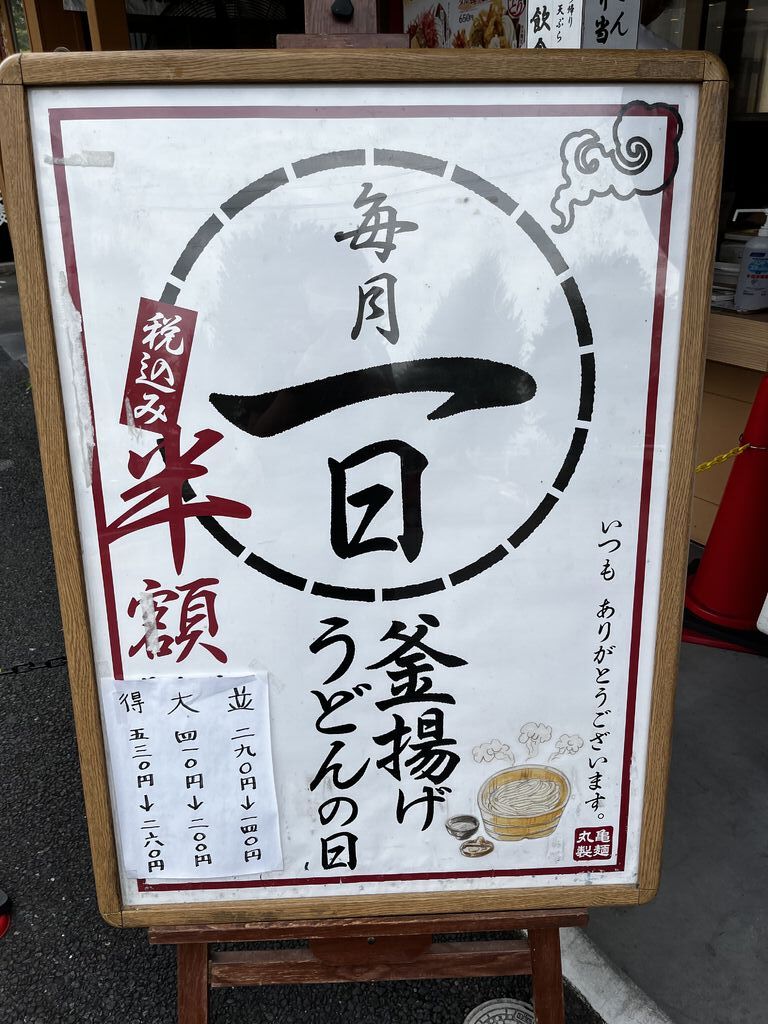 毎月
一日
釜揚げ
うどんの日
税込み
半額
いつも ありがとうございます。
並 二九〇円→一四〇円
大 四一〇円→二〇〇円
得 五三〇円→二六〇円
丸亀
製麺
650